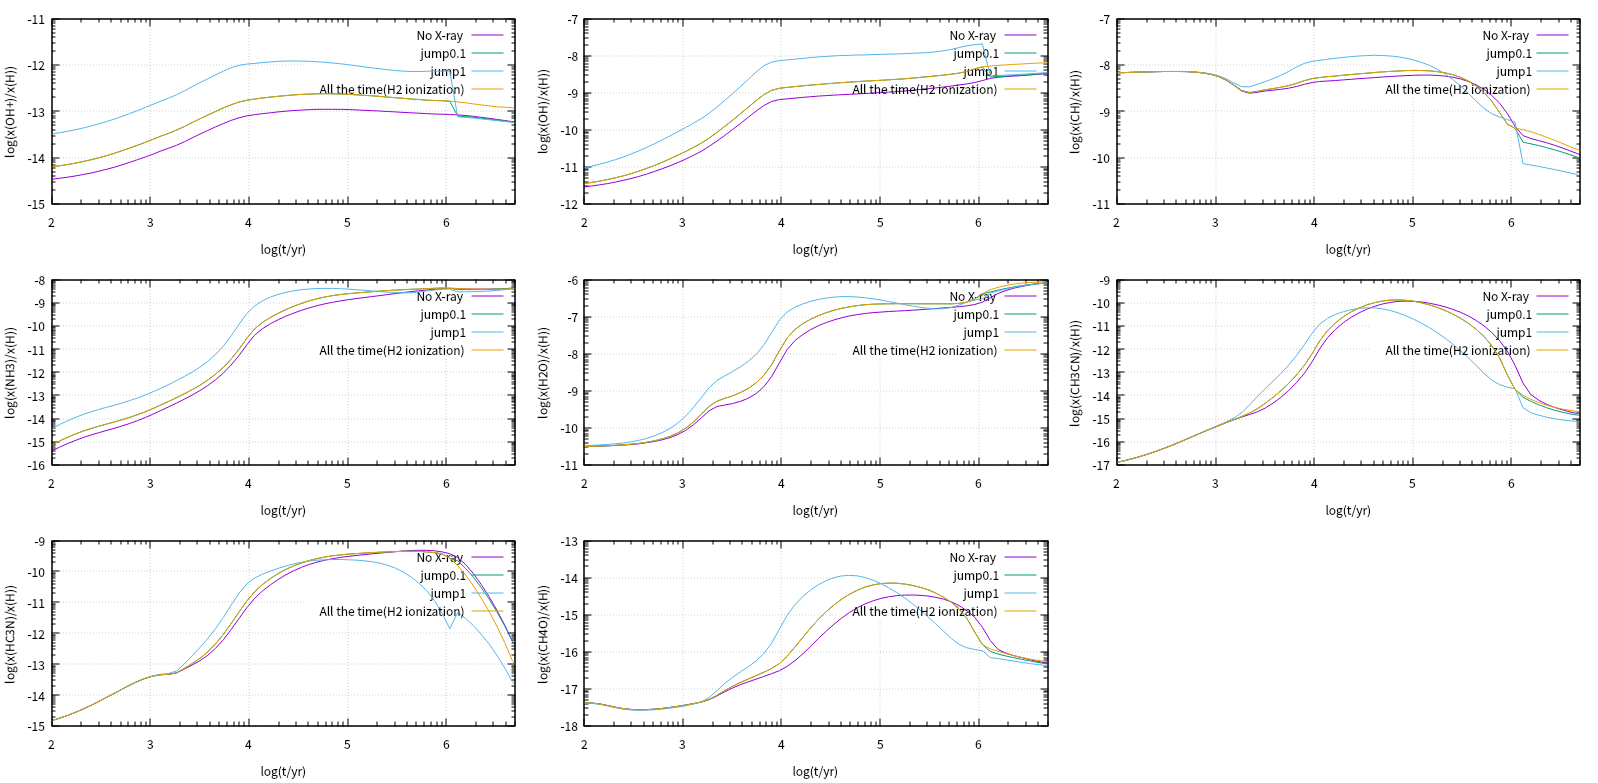 -11
-12
-13
-14
-15
2 3 4 5 6
log(x(OH+)/x(H))
log(t/yr)
No X-ray
jump0.1
jump1
All the time(H2 ionization)
-7
-8
-9
-10
-11
-12
2 3 4 5 6
log(x(OH)/x(H))
log(t/yr)
No X-ray
jump0.1
jump1
All the time(H2 ionization)
-7
-8
-9
-10
-11
2 3 4 5 6
log(x(CH)/x(H))
log(t/yr)
No X-ray
jump0.1
jump1
All the time(H2 ionization)
-8
-9
-10
-11
-12
-13
-14
-15
-16
2 3 4 5 6
log(x(NH3)/x(H))
log(t/yr)
No X-ray
jump0.1
jump1
All the time(H2 ionization)
-6
-7
-8
-9
-10
-11
2 3 4 5 6
log(x(H2O)/x(H))
log(t/yr)
No X-ray
jump0.1
jump1
All the time(H2 ionization)
-9
-10
-11
-12
-13
-14
-15
-16
-17
2 3 4 5 6
log(x(CH3CN)/x(H))
log(t/yr)
No X-ray
jump0.1
jump1
All the time(H2 ionization)
-9
-10
-11
-12
-13
-14
-15
2 3 4 5 6
log(x(HC3N)/x(H))
log(t/yr)
No X-ray
jump0.1
jump1
All the time(H2 ionization)
-13
-14
-15
-16
-17
-18
2 3 4 5 6
log(x(CH4O)/x(H))
log(t/yr)
No X-ray
jump0.1
jump1
All the time(H2 ionization)